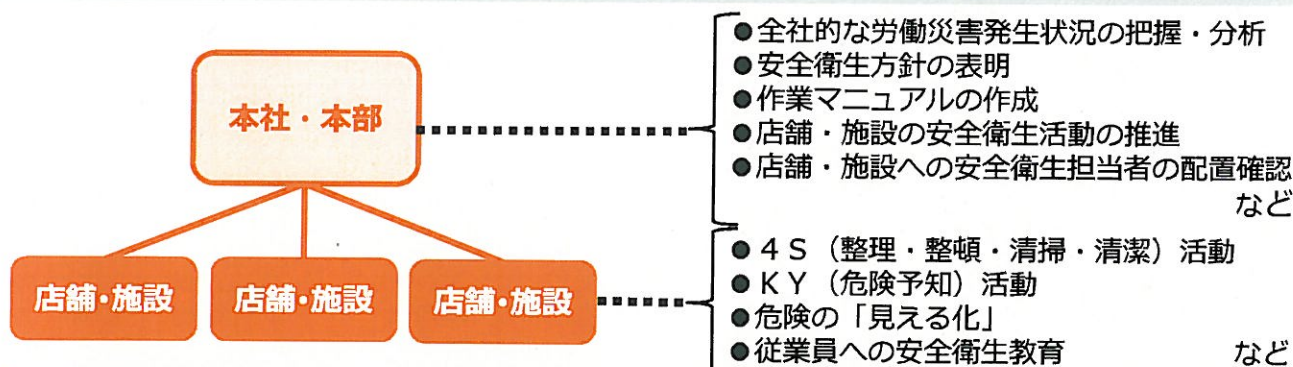 本社・本部
●全社的な労働災害発生状況の把握・分析
●安全衛生方針の表明
●作業マニュアルの作成
●店舗・施設の安全衛生活動の推進
●店舗・施設への安全衛生担当者の配置確認
など
店舗・施設
店舗・施設
店舗・施設
●４Ｓ（整理・整頓・清掃・清潔）活動
●ＫＹ（危険予知）活動
●危険の「見える化」
●従業員への安全衛生教育　など